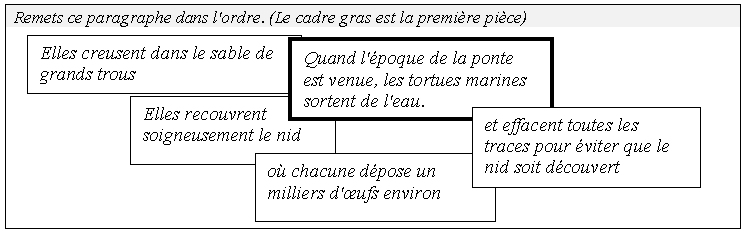 Remets ce paragraphe dans l'ordre. (Le cadre gras est la première pièce)
Elles creusent dans le sable de
grands trous
Quand l'époque de la ponte
est venue, les tortues marines
sortent de l'eau.
Elles recouvrent
soigneusement le nid
et effacent toutes les
traces pour éviter que le
nid soit découvert
où chacune dépose un
milliers d'œufs environ